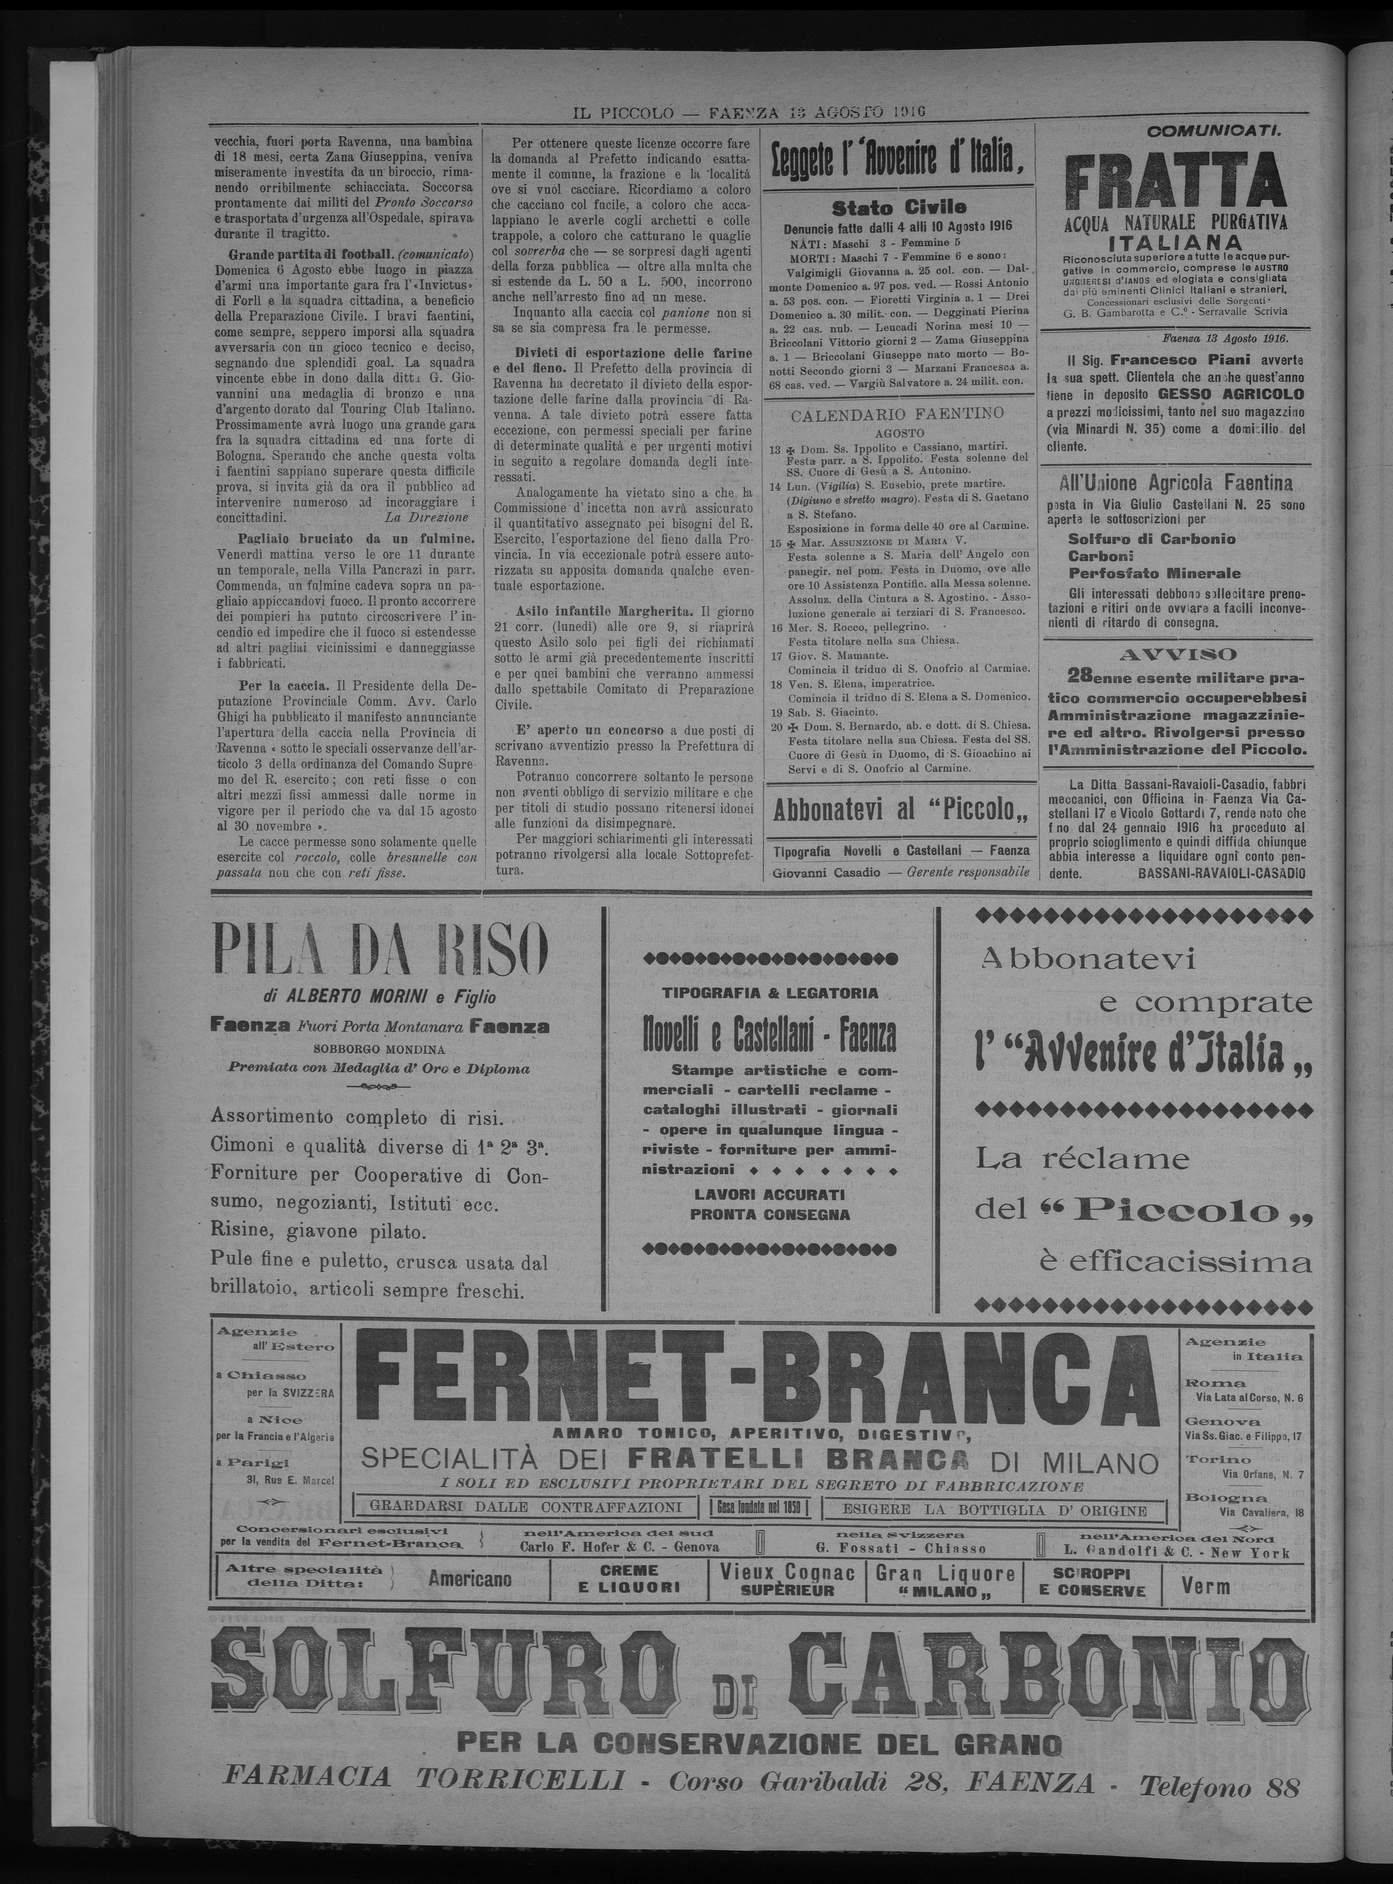 IL PICCOLO — FAENZA 13 AGOSTO 1916
vecchia, fuori porta Ravenna, una bambina
di 18 mesi, certa Zana Giuseppina, veniva
miseramente investita da un biroccio, rima-
nendo orribilmente schiacciata. Soccorsa
prontamente dai militi del Pronto Soccorso
e trasportata d'urgenza all'Ospedale, spirava
durante il tragitto.
Grande partita di football. (comunicato)
Domenica 6 Agosto ebbe luogo in piazza
d'armi una importante gara fra l'«Invictus»
di Forlì e la squadra cittadina, a beneficio
della Preparazione Civile. I bravi faentini,
come sempre, seppero imporsi alla squadra
avversaria con un gioco tecnico e deciso,
segnando due splendidi goal. La squadra
vincente ebbe in dono dalla ditta G. Gio-
vannini una medaglia di bronzo e una
d'argento dorato dal Touring Club Italiano.
Prossimamente avrà luogo una grande gara
fra la squadra cittadina ed una forte di
Bologna. Sperando che anche questa volta
i faentini sappiano superare questa difficile
prova, si invita già da ora il pubblico ad
intervenire numeroso ad incoraggiare i
concittadini. La Direzione
Pagliaio bruciato da un fulmine.
Venerdì mattina verso le ore 11 durante
un temporale, nella Villa Pancrazi in parr.
Commenda, un fulmine cadeva sopra un pa-
gliaio appiccandovi fuoco. Il pronto accorrere
dei pompieri ha potuto circoscrivere l'in-
cendio ed impedire che il fuoco si estendesse
ad altri pagliai vicinissimi e danneggiasse
i fabbricati.
Per la caccia. Il Presidente della De-
putazione Provinciale Comm. Avv. Carlo
Ghigi ha pubblicato il manifesto annunciante
l'apertura della caccia nella Provincia di
Ravenna « sotto le speciali osservanze dell'ar-
ticolo 3 della ordinanza del Comando Supre
mo del R. esercito; con reti fisse o con
altri mezzi fissi ammessi dalle norme in
vigore per il periodo che va dal 15 agosto
al 30 novembre ».
Le cacce permesse sono solamente quelle
esercite col roccolo, colle bresunelle con
passata non che con reti fisse.
Per ottenere queste licenze occorre fare
la domanda al Prefetto indicando esatta-
mente il comune, la frazione e la località
ove si vuol cacciare. Ricordiamo a coloro
che cacciano col fucile, a coloro che acca-
lappiano le averle cogli archetti e colle
trappole, a coloro che catturano le quaglie
col sovrerba che — se sorpresi dagli agenti
della forza pubblica — oltre alla multa che
si estende da L. 50 a L. 500, incorrono
anche nell'arresto fino ad un mese.
Inquanto alla caccia col panione non si
sa se sia compresa fra le permesse.
Divieti di esportazione delle farine
e del fieno. Il Prefetto della provincia di
Ravenna ha decretato il divieto della espor-
tazione delle farine dalla provincia di Ra-
venna. A tale divieto potrà essere fatta
eccezione, con permessi speciali per farine
di determinate qualità e per urgenti motivi
in seguito a regolare domanda degli inte-
ressati.
Analogamente ha vietato sino a che la
Commissione d'incetta non avrà assicurato
il quantitativo assegnato pei bisogni del R.
Esercito, l'esportazione del fieno dalla Pro-
vincia. In via eccezionale potrà essere auto-
rizzata su apposita domanda qualche even-
tuale esportazione.
Asilo infantile Margherita. Il giorno
21 corr. (lunedì) alle ore 9, si riaprirà
questo Asilo solo pei figli dei richiamati
sotto le armi già precedentemente inscritti
e per quei bambini che verranno ammessi
dallo spettabile Comitato di Preparazione
Civile.
E' aperto un concorso a due posti di
scrivano avventizio presso la Prefettura di
Ravenna.
Potranno concorrere soltanto le persone
non aventi obbligo di servizio militare e che
per titoli di studio possano ritenersi idonei
alle funzioni da disimpegnare.
Per maggiori schiarimenti gli interessati
potranno rivolgersi alla locale Sottoprefet-
tura.
Leggete l' "Avvenire d'Italia„
Stato Civile
Denuncie fatte dalli 4 alli 10 Agosto 1916
NATI: Maschi 3 - Femmine 5
MORTI: Maschi 7 - Femmine 6 e sono:
Valgimigli Giovanna a. 25 col. con. — Dal-
monte Domenico a. 97 pos. ved. — Rossi Antonio
a. 53 pos. con. — Fioretti Virginia a. 1 — Drei
Domenico a. 30 milit. con. — Degginati Pierina
a. 22 cas. nub. — Leucadi Norina mesi 10 —
Briccolani Vittorio giorni 2 — Zama Giuseppina
a. 1 — Briccolani Giuseppe nato morto — Bo-
notti Secondo giorni 3 — Marzani Francesca a.
68 cas. ved. — Vargiù Salvatore a. 24 milit. con.
CALENDARIO FAENTINO
AGOSTO
13 ✠ Dom. Ss. Ippolito e Cassiano, martiri.
Festa parr. a S. Ippolito. Festa solenne del
SS. Cuore di Gesù a S. Antonino.
14 Lun. (Vigilia) S. Eusebio, prete martire.
(Digiuno e stretto magro). Festa di S. Gaetano
a S. Stefano.
Esposizione in forma delle 40 ore al Carmine.
15 ✠ Mar. ASSUNZIONE DI MARIA V.
Festa solenne a S. Maria dell' Angelo con
panegir. nel pom. Festa in Duomo, ove alle
ore 10 Assistenza Pontific. alla Messa solenne.
Assoluz. della Cintura a S. Agostino. - Asso-
luzione generale ai terziari di S. Francesco.
16 Mer. S. Rocco, pellegrino.
Festa titolare nella sua Chiesa.
17 Giov. S. Mamante.
Comincia il triduo di S. Onofrio al Carmine.
18 Ven. S. Elena, imperatrice.
Comincia il triduo di S. Elena a S. Domenico.
19 Sab. S. Giacinto.
20 ✠ Dom. S. Bernardo, ab. e dott. di S. Chiesa.
Festa titolare nella sua Chiesa. Festa del SS.
Cuore di Gesù in Duomo, di S. Gioachino ai
Servi e di S. Onofrio al Carmine.
Abbonatevi al "Piccolo„
Tipografia Novelli e Castellani — Faenza
Giovanni Casadio — Gerente responsabile
COMUNICATI.
FRATTA
ACQUA NATURALE PURGATIVA
ITALIANA
Riconosciuta superiore a tutte le acque pur-
gative in commercio, comprese le AUSTRO
UNGHERESI D'IANOS ed elogiata e consigliata
dai più eminenti Clinici Italiani e stranieri.
Concessionari esclusivi delle Sorgenti
G. B. Gambarotta e C.º - Serravalle Scrivia
Faenza 13 Agosto 1916.
Il Sig. Francesco Piani avverte
la sua spett. Clientela che anche quest'anno
tiene in deposito GESSO AGRICOLO
a prezzi modicissimi, tanto nel suo magazzino
(via Minardi N. 35) come a domicilio del
cliente.
All'Unione Agricola Faentina
posta in Via Giulio Castellani N. 25 sono
aperte le sottoscrizioni per
Solfuro di Carbonio
Carboni
Perfosfato Minerale
Gli interessati debbono sollecitare preno-
tazioni e ritiri onde ovviare a facili inconve-
nienti di ritardo di consegna.
AVVISO
28enne esente militare pra-
tico commercio occuperebbesi
Amministrazione magazzinie-
re ed altro. Rivolgersi presso
l'Amministrazione del Piccolo.
La Ditta Bassani-Ravaioli-Casadio, fabbri
meccanici, con Officina in Faenza Via Ca-
stellani 17 e Vicolo Gottardi 7, rende noto che
fino dal 24 gennaio 1916 ha proceduto al
proprio scioglimento e quindi diffida chiunque
abbia interesse a liquidare ogni conto pen-
dente. BASSANI-RAVAIOLI-CASADIO
PILA DA RISO
di ALBERTO MORINI e Figlio
Faenza Fuori Porta Montanara Faenza
SOBBORGO MONDINA
Premiata con Medaglia d' Oro e Diploma
Assortimento completo di risi.
Cimoni e qualità diverse di 1ª 2ª 3ª.
Forniture per Cooperative di Con-
sumo, negozianti, Istituti ecc.
Risine, giavone pilato.
Pule fine e puletto, crusca usata dal
brillatoio, articoli sempre freschi.
TIPOGRAFIA & LEGATORIA
Novelli e Castellani - Faenza
Stampe artistiche e com-
merciali - cartelli reclame -
cataloghi illustrati - giornali
- opere in qualunque lingua -
riviste - forniture per ammi-
nistrazioni
LAVORI ACCURATI
PRONTA CONSEGNA
Abbonatevi
e comprate
l' "Avvenire d'Italia„
La réclame
del "Piccolo„
è efficacissima
Agenzie
all' Estero
a Chiasso
per la SVIZZERA
a Nice
per la Francia e l'Algeria
a Parigi
31, Rue E. Marcel
FERNET-BRANCA
AMARO TONICO, APERITIVO, DIGESTIVO,
SPECIALITÀ DEI FRATELLI BRANCA DI MILANO
I SOLI ED ESCLUSIVI PROPRIETARI DEL SEGRETO DI FABBRICAZIONE
GRARDARSI DALLE CONTRAFFAZIONI | Casa fondata nel 1850 | ESIGERE LA BOTTIGLIA D' ORIGINE
Agenzie
in Italia
Roma
Via Lata al Corso, N. 6
Genova
Via Ss. Giac. e Filippo, 17
Torino
Via Orfane, N. 7
Bologna
Via Cavaliera, 18
Concersionari esclusivi
per la vendita del Fernet-Branca
nell'America del Sud
Carlo F. Hofer & C. - Genova
nella Svizzera
G. Fossati - Chiasso
nell'America del Nord
L. Gandolfi & C. - New York
Altre specialità
della Ditta:
Americano
CREME
E LIQUORI
Vieux Cognac
SUPÈRIEUR
Gran Liquore
"MILANO„
SCIROPPI
E CONSERVE
Verm
SOLFURO DI CARBONIO
PER LA CONSERVAZIONE DEL GRANO
FARMACIA TORRICELLI - Corso Garibaldi 28, FAENZA - Telefono 88